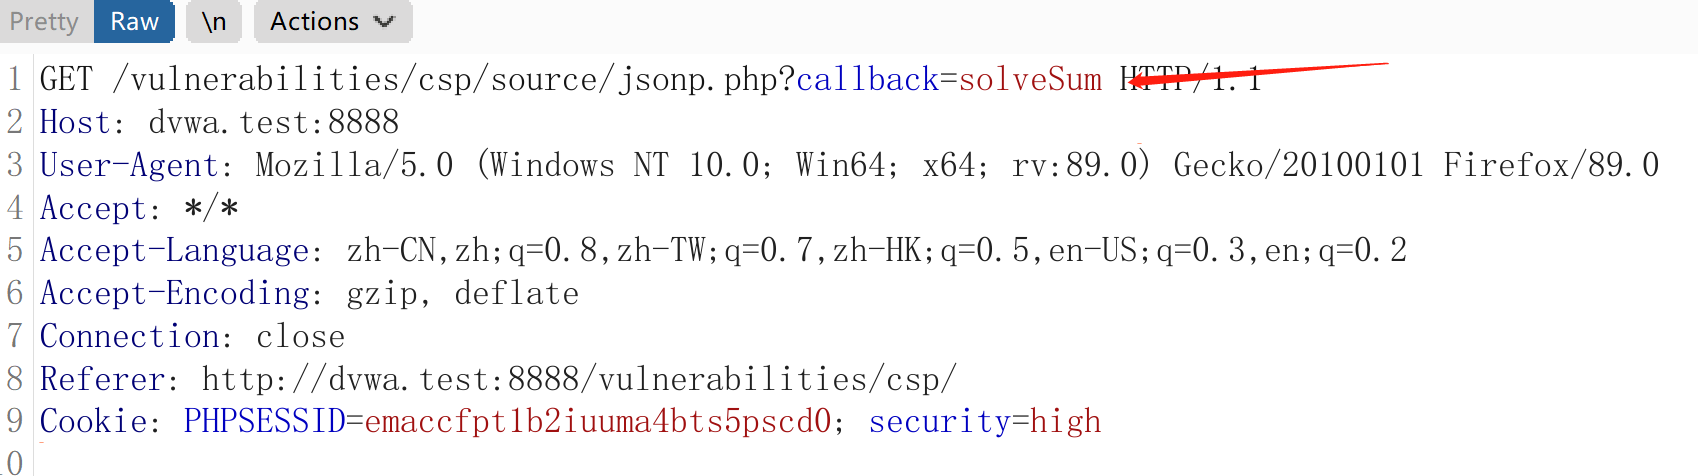 Pretty Raw \n Actions
1 GET /vulnerabilities/csp/source/jsonp.php?callback=solveSum HTTP/1.1
2 Host: dvwa.test:8888
3 User-Agent: Mozilla/5.0 (Windows NT 10.0; Win64; x64; rv:89.0) Gecko/20100101 Firefox/89.0
4 Accept: */*
5 Accept-Language: zh-CN,zh;q=0.8,zh-TW;q=0.7,zh-HK;q=0.5,en-US;q=0.3,en;q=0.2
6 Accept-Encoding: gzip, deflate
7 Connection: close
8 Referer: http://dvwa.test:8888/vulnerabilities/csp/
9 Cookie: PHPSESSID=emaccfpt1b2iuuma4bts5pscd0; security=high
10